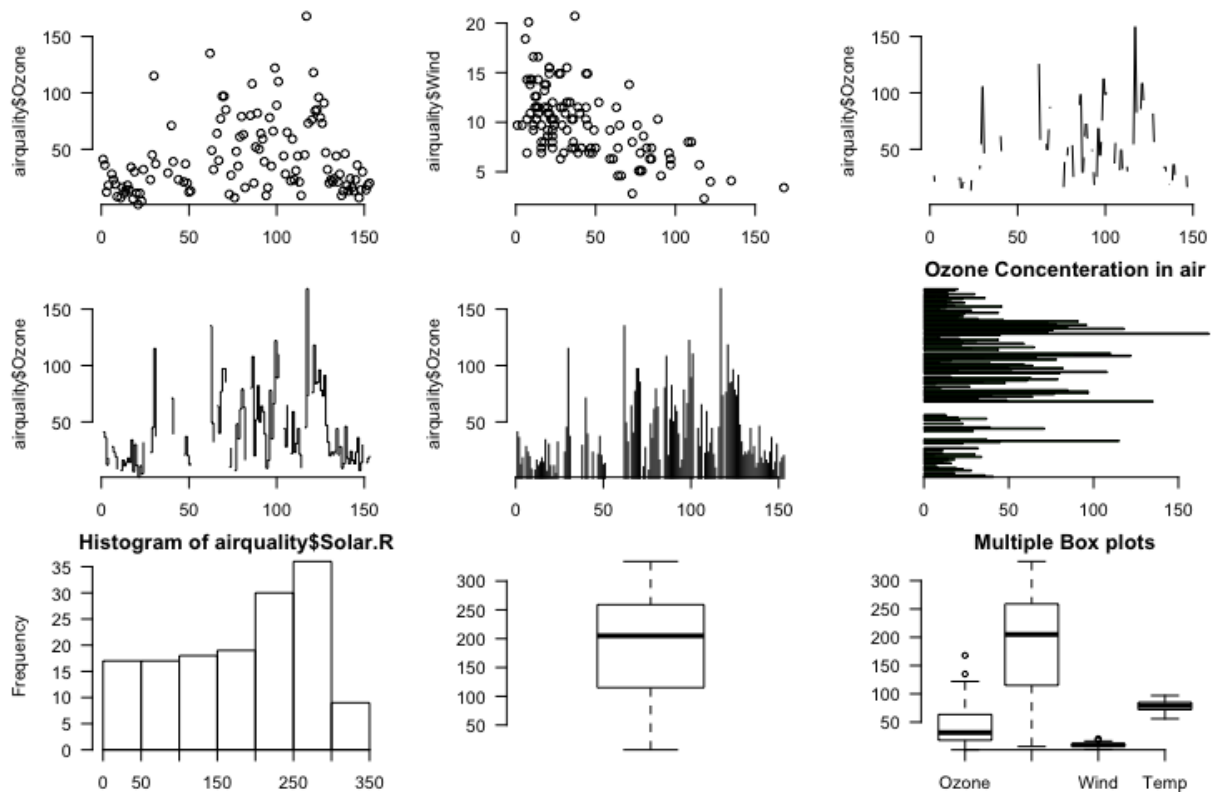 airquality$Ozone
150
100
50
0 50 100 150
airquality$Wind
20
15
10
5
0 50 100 150
airquality$Ozone
150
100
50
0 50 100 150
airquality$Ozone
150
100
50
0 50 100 150
airquality$Ozone
150
100
50
0 50 100 150
Ozone Concenteration in air
0 50 100 150
Histogram of airquality$Solar.R
Frequency
35
30
25
20
15
10
5
0
0 50 150 250 350
300
250
200
150
100
50
Multiple Box plots
300
250
200
150
100
50
Ozone Wind Temp